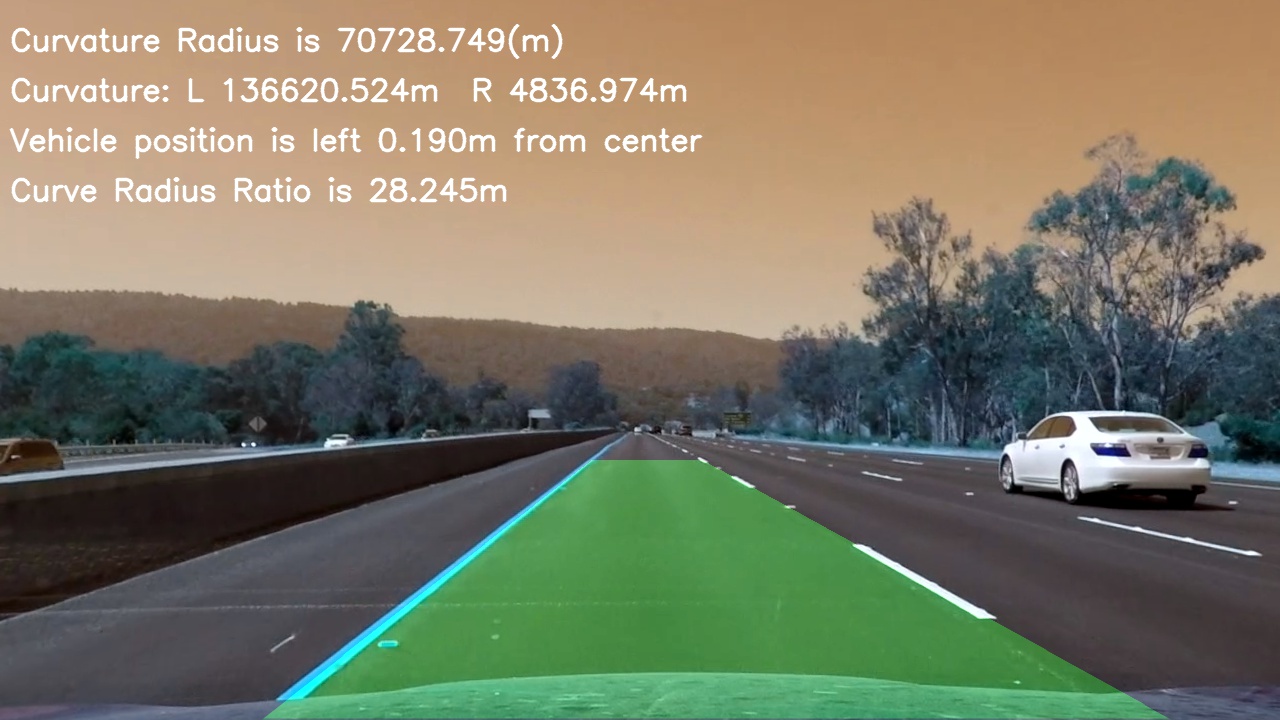 Curvature Radius is 70728.749(m)
Curvature: L 136620.524m R 4836.974m
Vehicle position is left 0.190m from center
Curve Radius Ratio is 28.245m